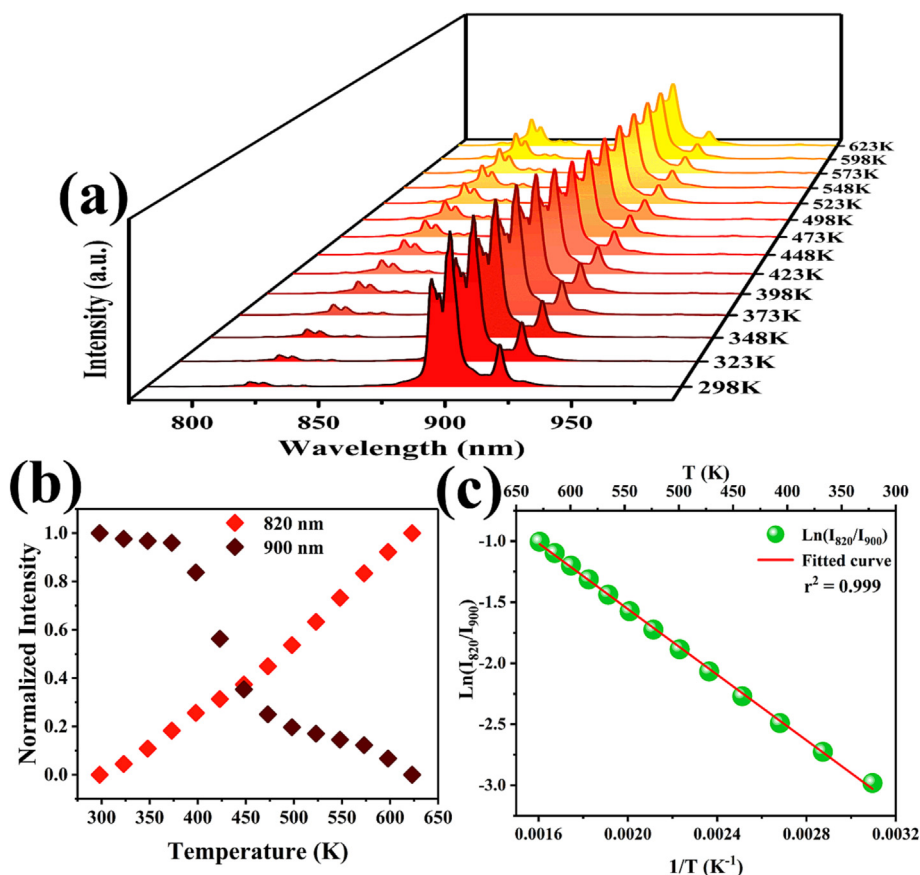 (a)
Intensity (a.u.)
623K
598K
573K
548K
523K
498K
473K
448K
423K
398K
373K
348K
323K
298K
800 850 900 950
Wavelength (nm)
(b)
1.0
0.8
0.6
0.4
0.2
0.0
Normalized Intensity
820 nm
900 nm
300 350 400 450 500 550 600 650
Temperature (K)
(c)
T (K)
650 600 550 500 450 400 350 300
Ln(I820/I900)
Fitted curve
r² = 0.999
-1.0
-1.5
-2.0
-2.5
-3.0
Ln(I820/I900)
0.0016 0.0020 0.0024 0.0028 0.0032
1/T (K⁻¹)